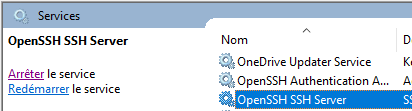 Services
OpenSSH SSH Server
Arrêter le service
Redémarrer le service
Nom
OneDrive Updater Service
OpenSSH Authentication A...
OpenSSH SSH Server